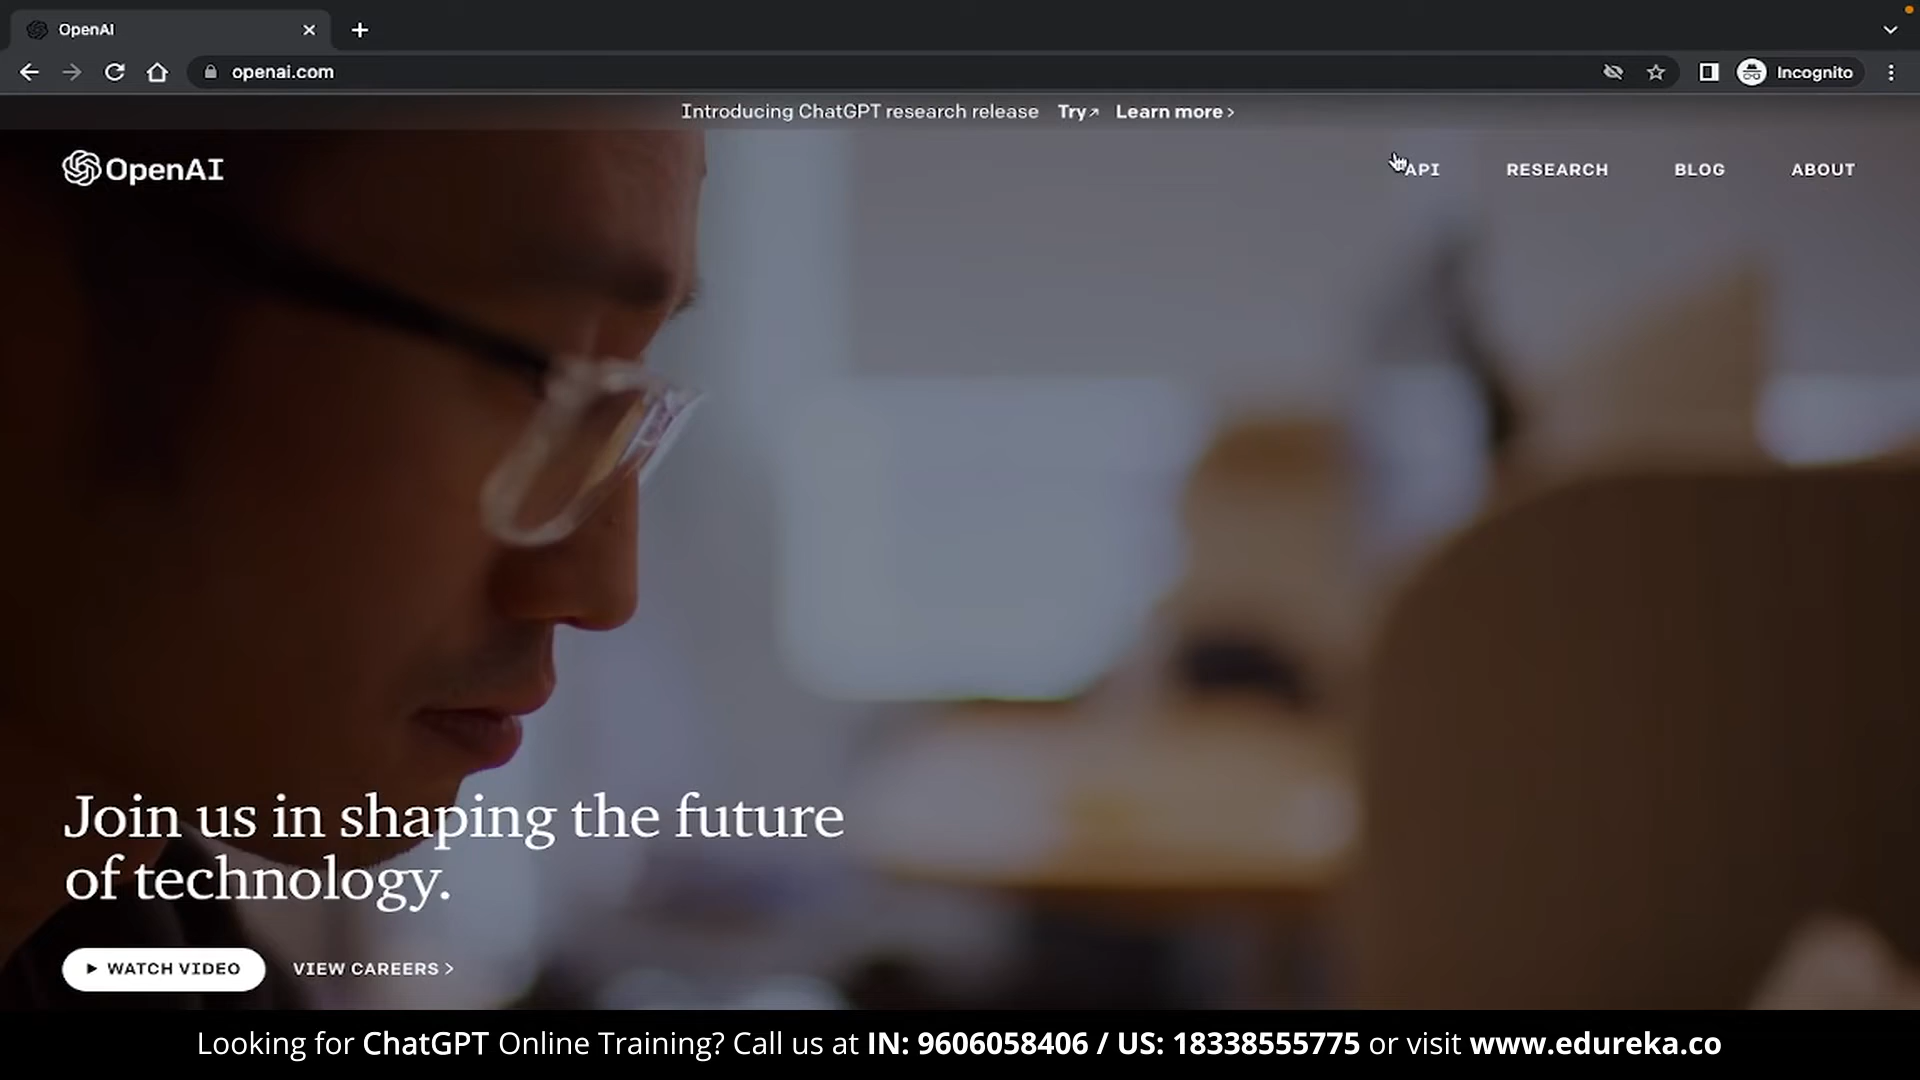 OpenAI
openai.com
Incognito
Introducing ChatGPT research release Try↗ Learn more >
OpenAI
API RESEARCH BLOG ABOUT
Join us in shaping the future
of technology.
WATCH VIDEO VIEW CAREERS >
Looking for ChatGPT Online Training? Call us at IN: 9606058406 / US: 18338555775 or visit www.edureka.co